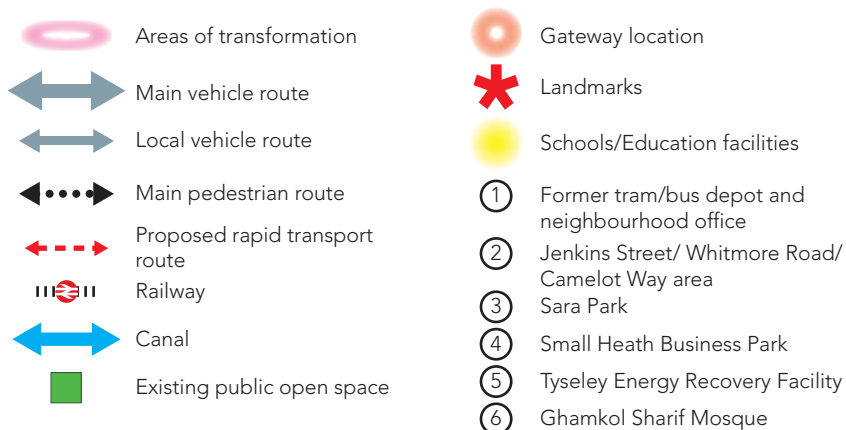 Areas of transformation
Main vehicle route
Local vehicle route
Main pedestrian route
Proposed rapid transport
route
Railway
Canal
Existing public open space
Gateway location
Landmarks
Schools/Education facilities
1 Former tram/bus depot and
neighbourhood office
2 Jenkins Street/ Whitmore Road/
Camelot Way area
3 Sara Park
4 Small Heath Business Park
5 Tyseley Energy Recovery Facility
6 Ghamkol Sharif Mosque